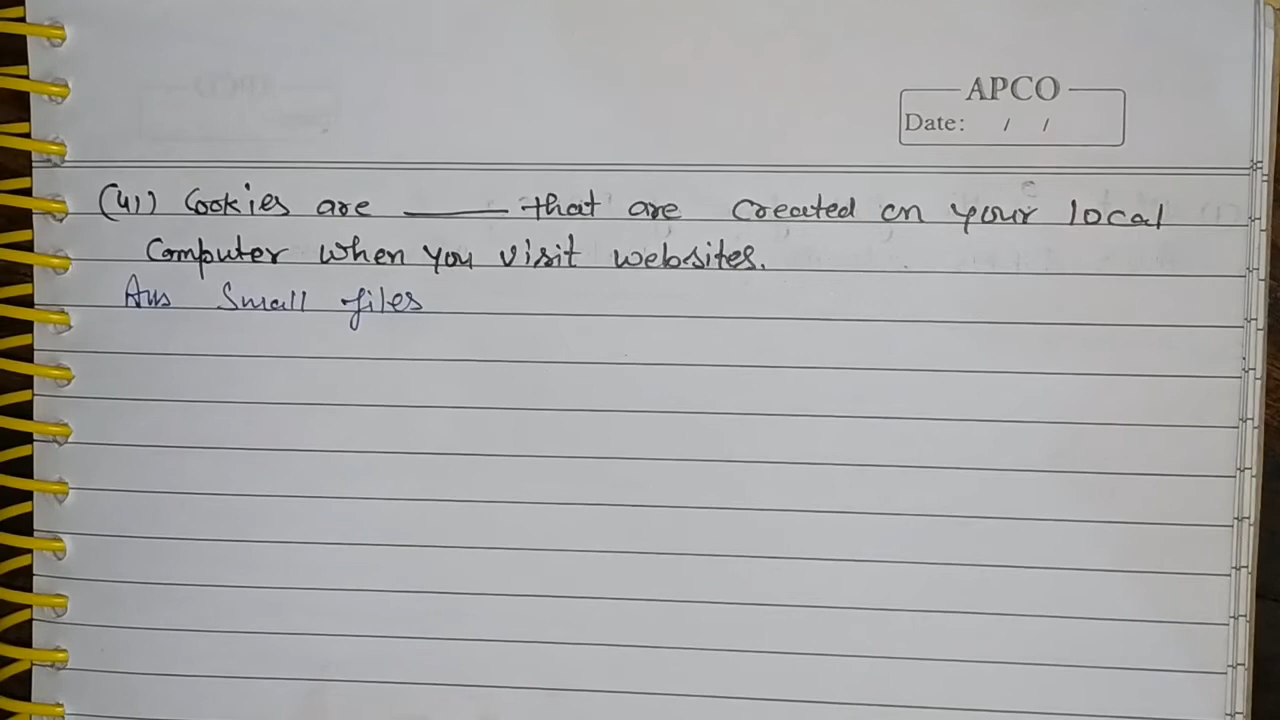 APCO
Date: / /
(41) Cookies are ——— that are created on your local
Computer when you visit websites.
Ans Small files